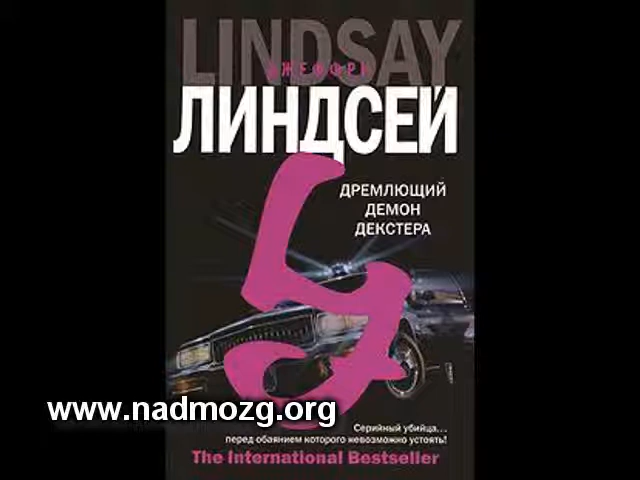 LINDSAY
ДЖЕФФРИ
ЛИНДСЕЙ
ДРЕМЛЮЩИЙ
ДЕМОН
ДЕКСТЕРА
www.nadmozg.org
Серийный убийца...
перед обаянием которого невозможно устоять!
The International Bestseller